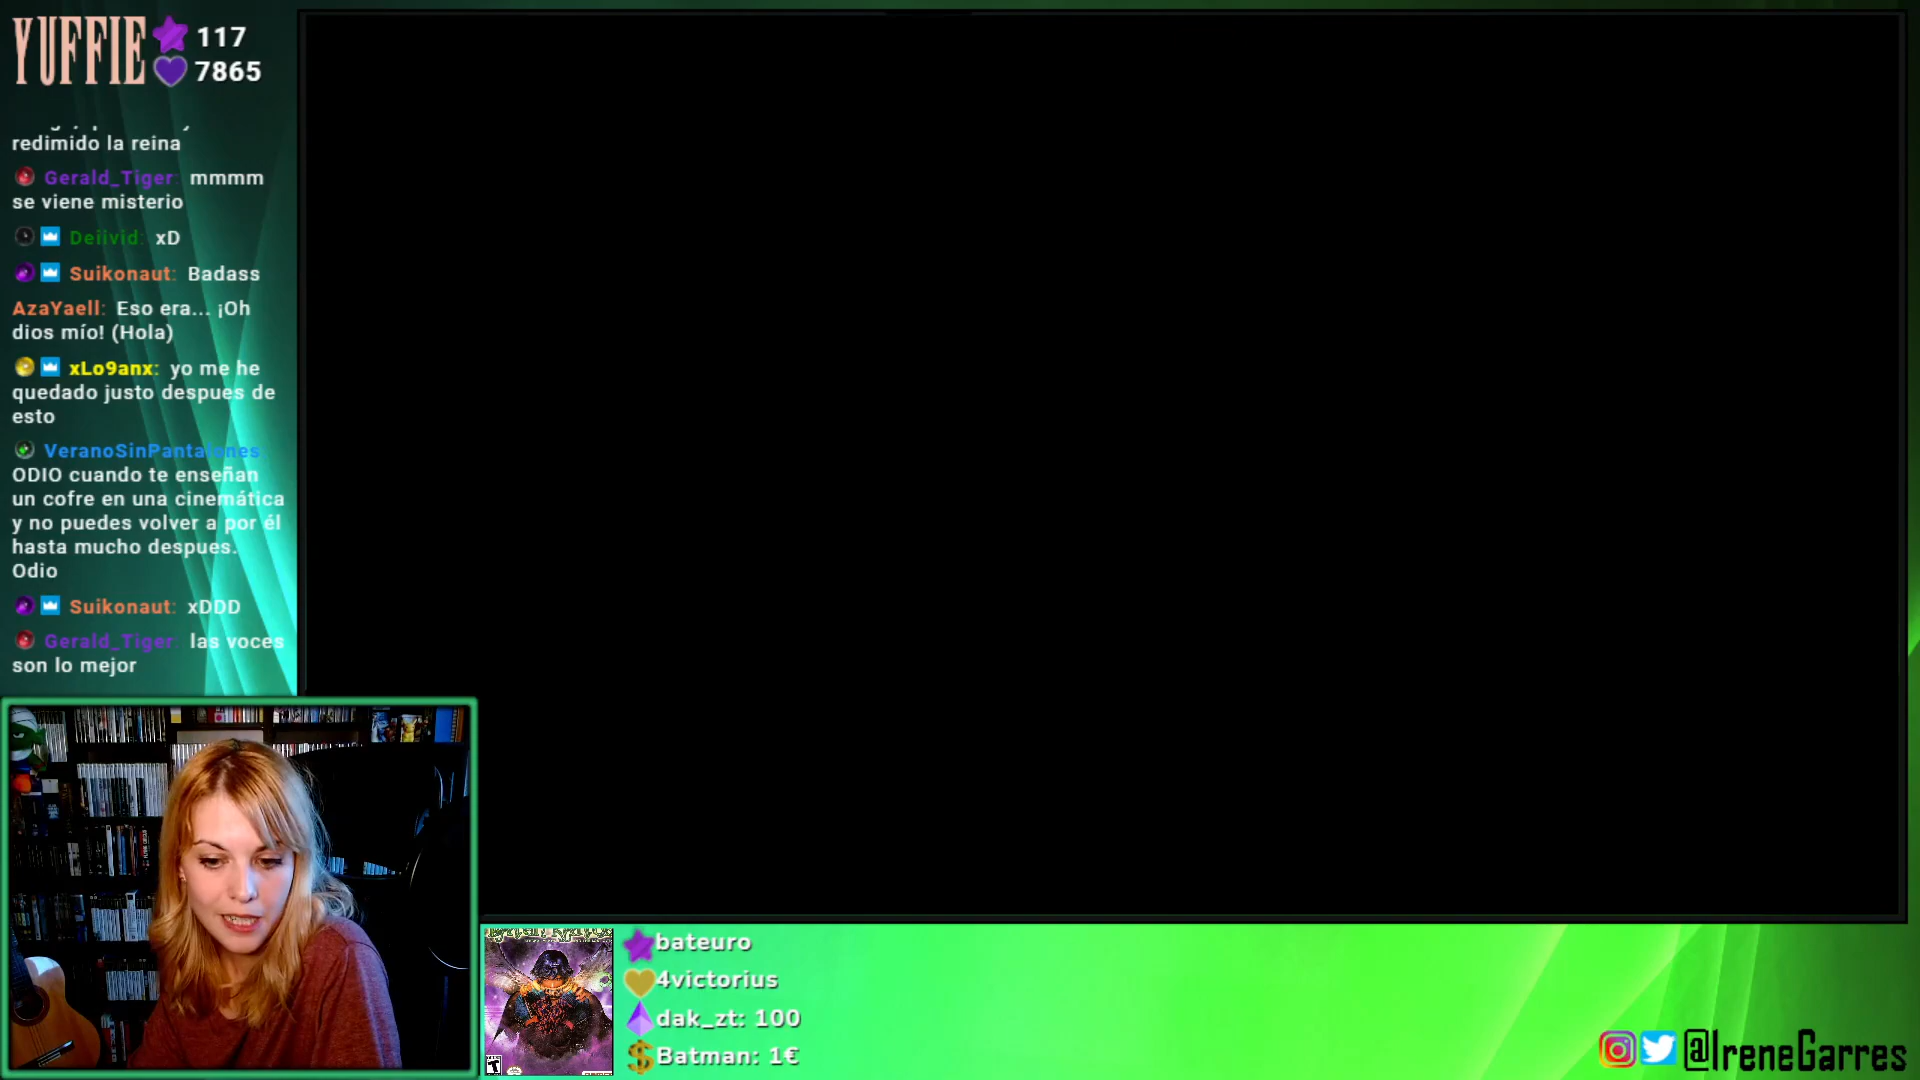 YUFFIE
117
7865
redimido la reina
Gerald_Tiger: mmmm
se viene misterio
Deiivid: xD
Suikonaut: Badass
AzaYaell: Eso era... ¡Oh
dios mío! (Hola)
xLo9anx: yo me he
quedado justo despues de
esto
VeranoSinPantalones
ODIO cuando te enseñan
un cofre en una cinemática
y no puedes volver a por él
hasta mucho despues.
Odio
Suikonaut: xDDD
Gerald_Tiger: las voces
son lo mejor
bateuro
4victorius
dak_zt: 100
Batman: 1€
T
@IreneGarres